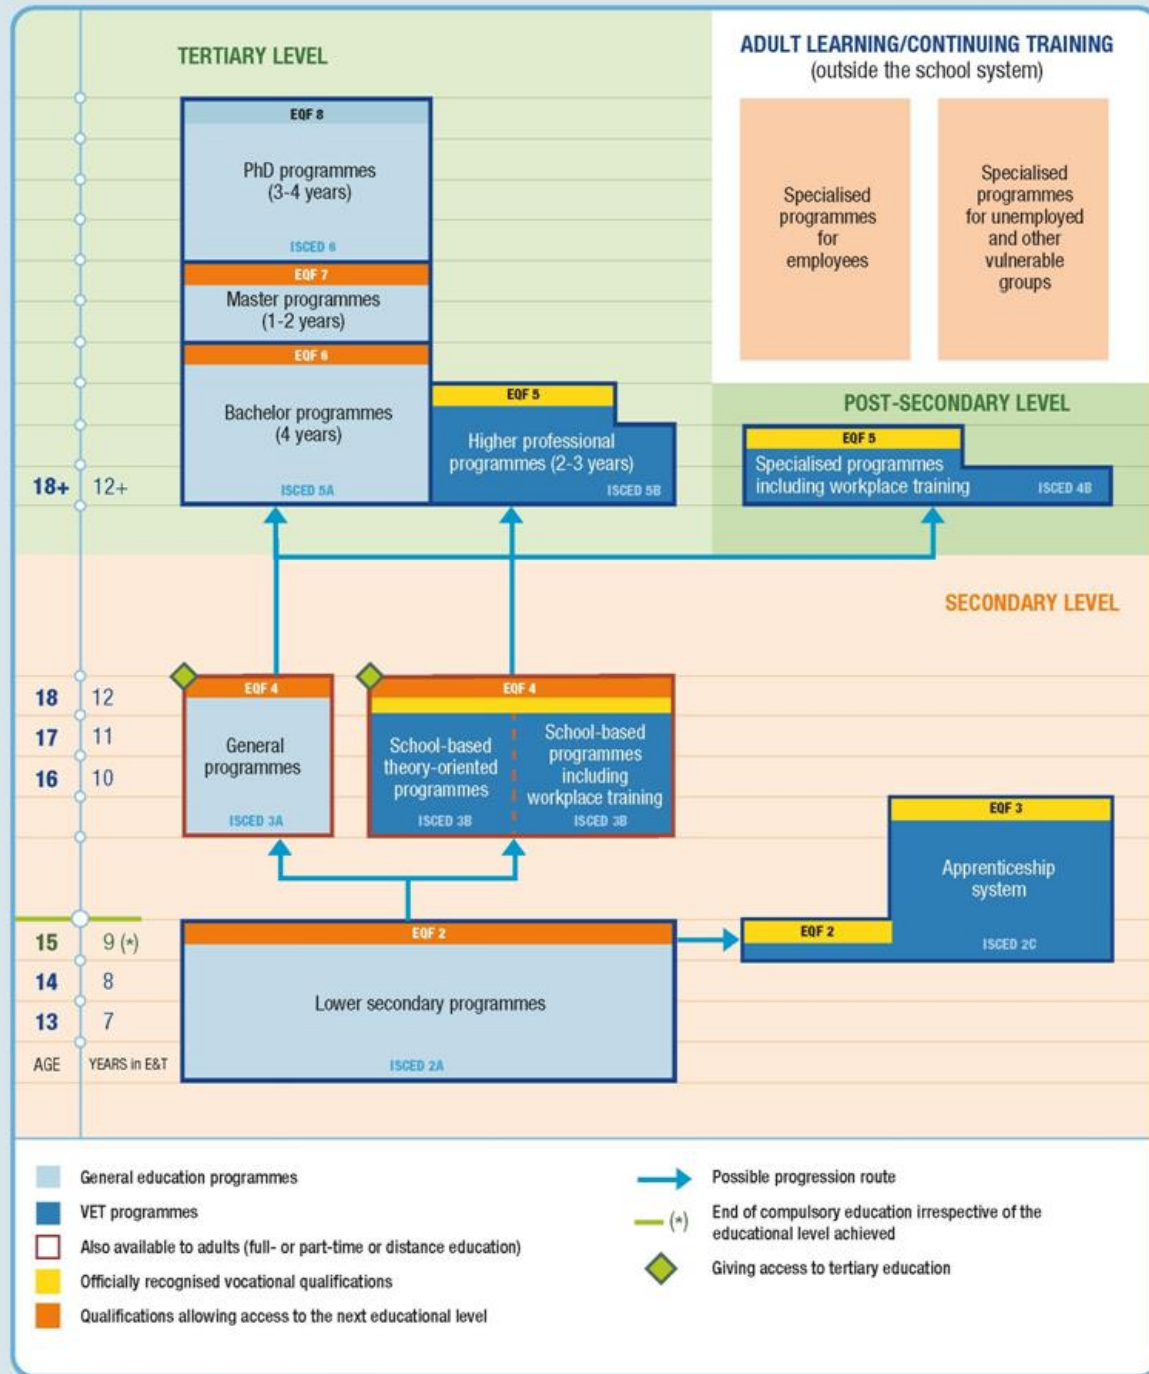 TERTIARY LEVEL
ADULT LEARNING/CONTINUING TRAINING
(outside the school system)
EQF 8
PhD programmes
(3-4 years)
ISCED 6
EQF 7
Master programmes
(1-2 years)
EQF 6
Bachelor programmes
(4 years)
ISCED 5A
EQF 5
Higher professional
programmes (2-3 years)
ISCED 5B
Specialised
programmes
for
employees
Specialised
programmes
for unemployed
and other
vulnerable
groups
POST-SECONDARY LEVEL
EQF 5
Specialised programmes
including workplace training
ISCED 4B
18+ 12+
SECONDARY LEVEL
18 12
17 11
16 10
EQF 4
General
programmes
ISCED 3A
EQF 4
School-based
theory-oriented
programmes
ISCED 3B
School-based
programmes
including
workplace training
ISCED 3B
EQF 3
Apprenticeship
system
ISCED 2C
EQF 2
15 9 (*)
14 8
13 7
AGE YEARS in E&T
EQF 2
Lower secondary programmes
ISCED 2A
General education programmes
VET programmes
Also available to adults (full- or part-time or distance education)
Officially recognised vocational qualifications
Qualifications allowing access to the next educational level
Possible progression route
(*) End of compulsory education irrespective of the
educational level achieved
Giving access to tertiary education